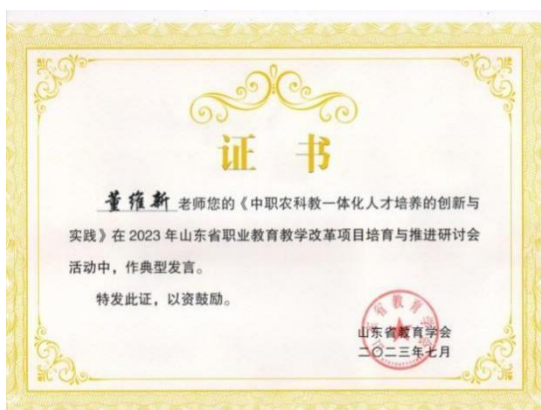 证 书
董维新 老师您的《中职农科教一体化人才培养的创新与
实践》在 2023 年山东省职业教育教学改革项目培育与推进研讨会
活动中，作典型发言。
特发此证，以资鼓励。
山东省教育学会
二〇二三年七月